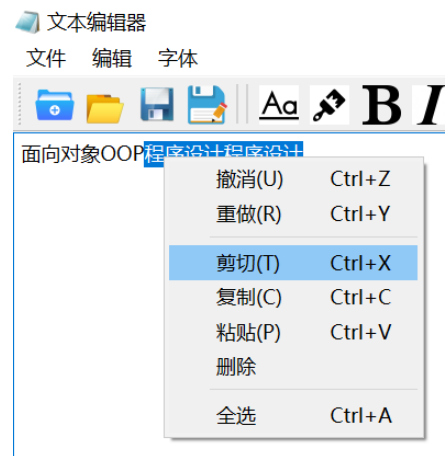 文本编辑器
文件 编辑 字体
Aa B I
面向对象OOP程序设计程序设计
撤消(U) Ctrl+Z
重做(R) Ctrl+Y
剪切(T) Ctrl+X
复制(C) Ctrl+C
粘贴(P) Ctrl+V
删除
全选 Ctrl+A